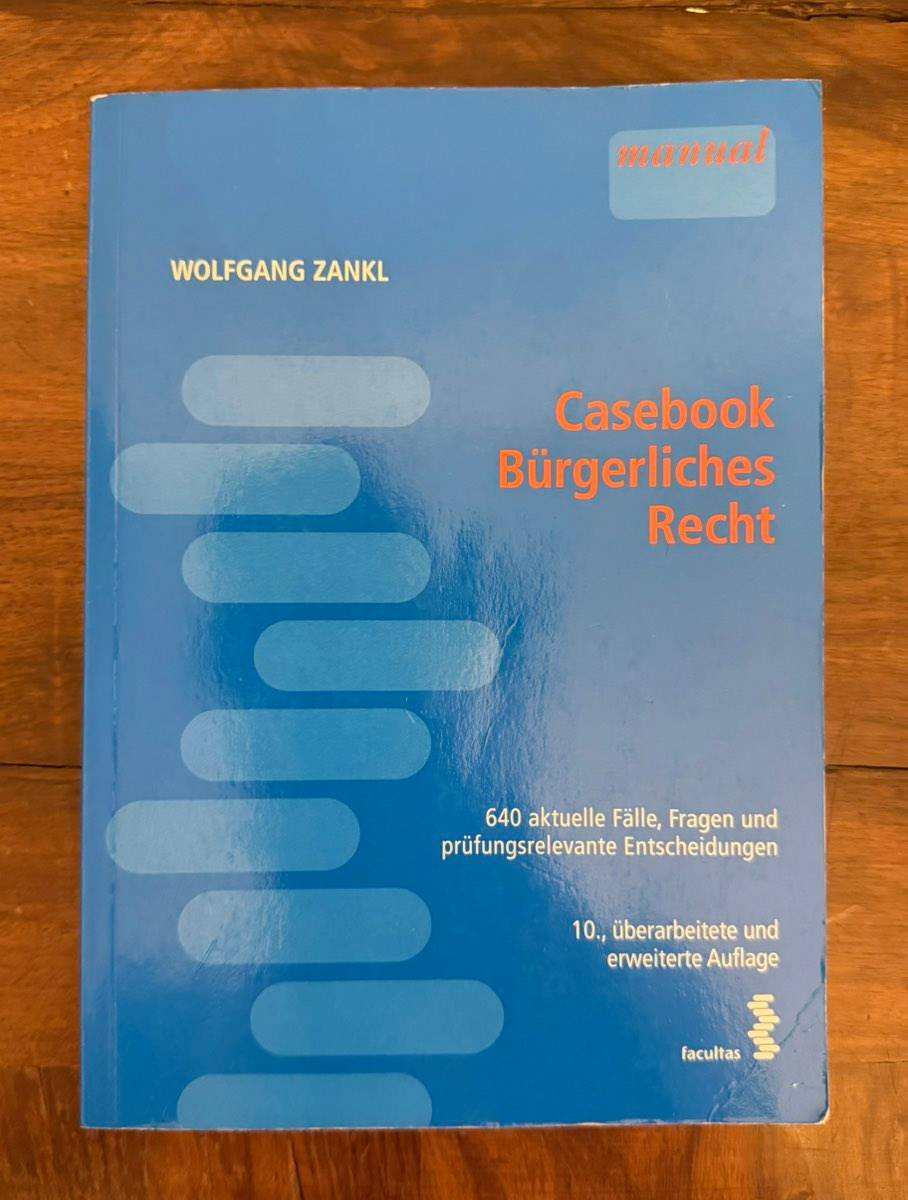 manual
WOLFGANG ZANKL
Casebook
Bürgerliches
Recht
640 aktuelle Fälle, Fragen und
prüfungsrelevante Entscheidungen
10., überarbeitete und
erweiterte Auflage
facultas